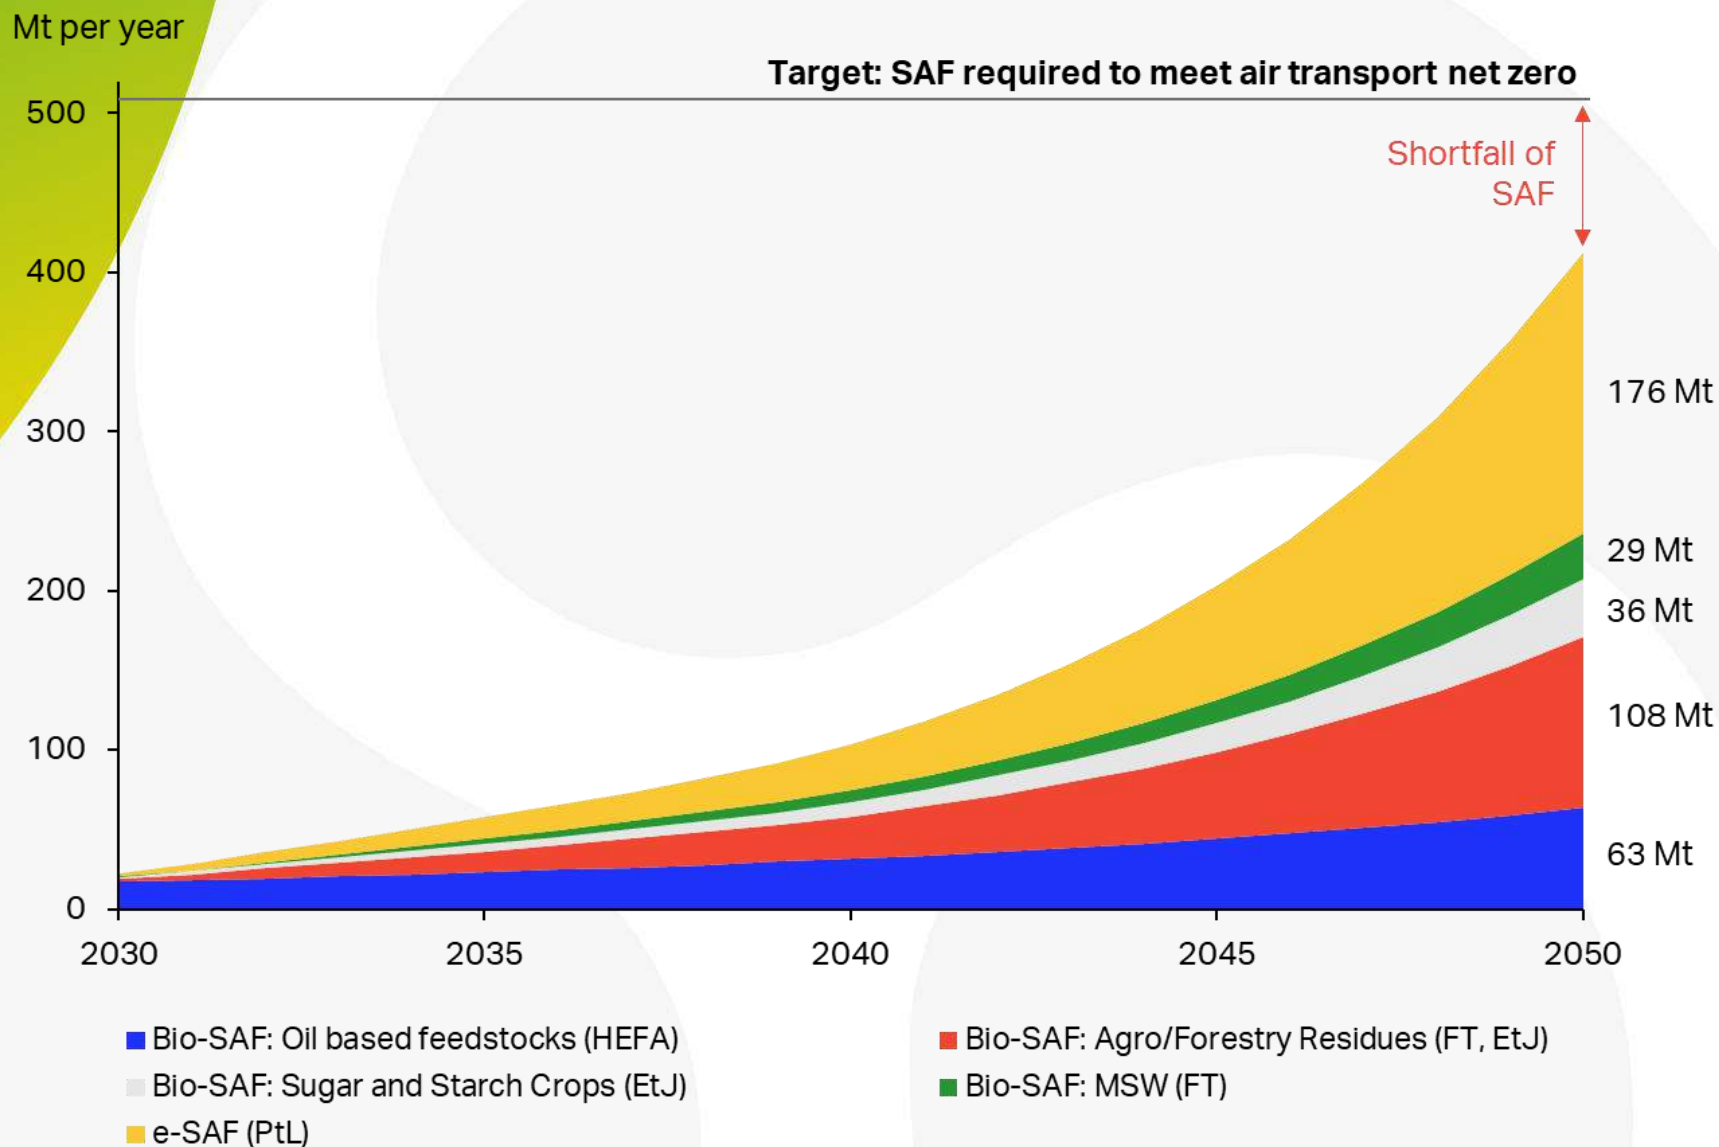 Mt per year
Target: SAF required to meet air transport net zero
500
Shortfall of
SAF
400
176 Mt
300
29 Mt
200
36 Mt
108 Mt
100
63 Mt
0
2030
2035
2040
2045
2050
Bio-SAF: Oil based feedstocks (HEFA)
Bio-SAF: Agro/Forestry Residues (FT, EtJ)
Bio-SAF: Sugar and Starch Crops (EtJ)
Bio-SAF: MSW (FT)
e-SAF (PtL)